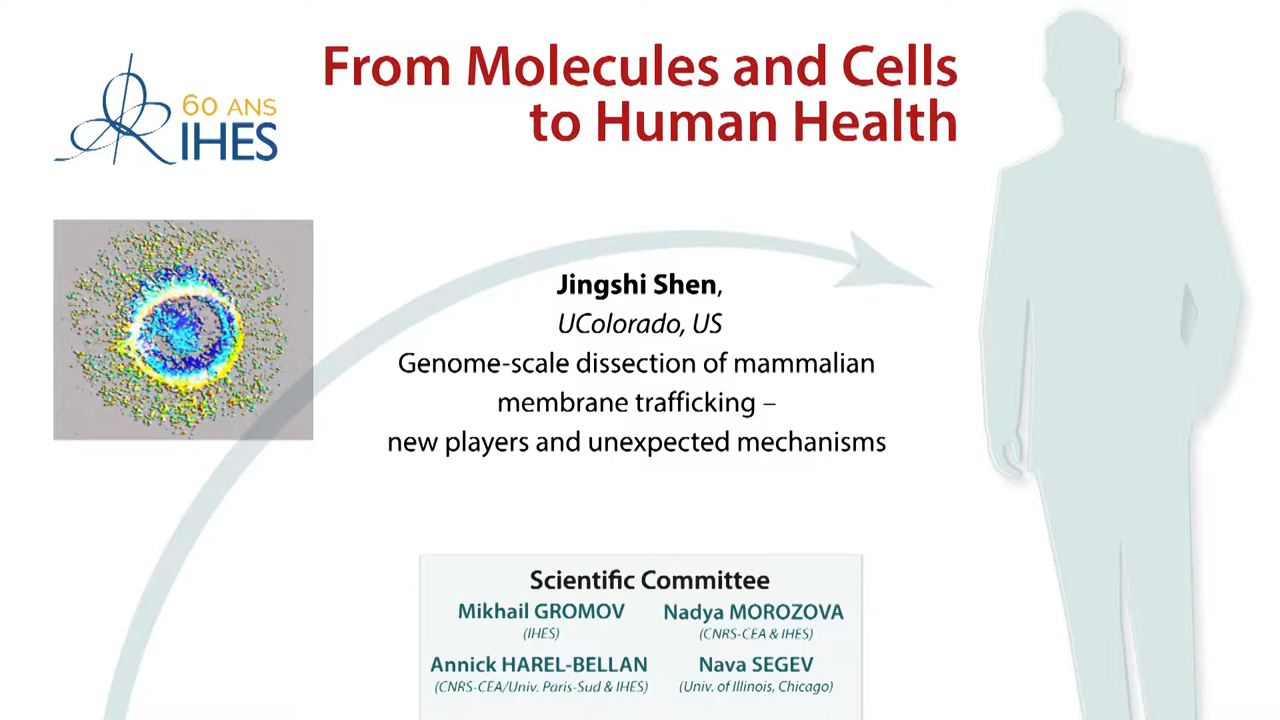 From Molecules and Cells
to Human Health
60 ANS
IHES
Jingshi Shen,
UColorado, US
Genome-scale dissection of mammalian
membrane trafficking –
new players and unexpected mechanisms
Scientific Committee
Mikhail GROMOV
(IHES)
Nadya MOROZOVA
(CNRS-CEA & IHES)
Annick HAREL-BELLAN
(CNRS-CEA/Univ. Paris-Sud & IHES)
Nava SEGEV
(Univ. of Illinois, Chicago)